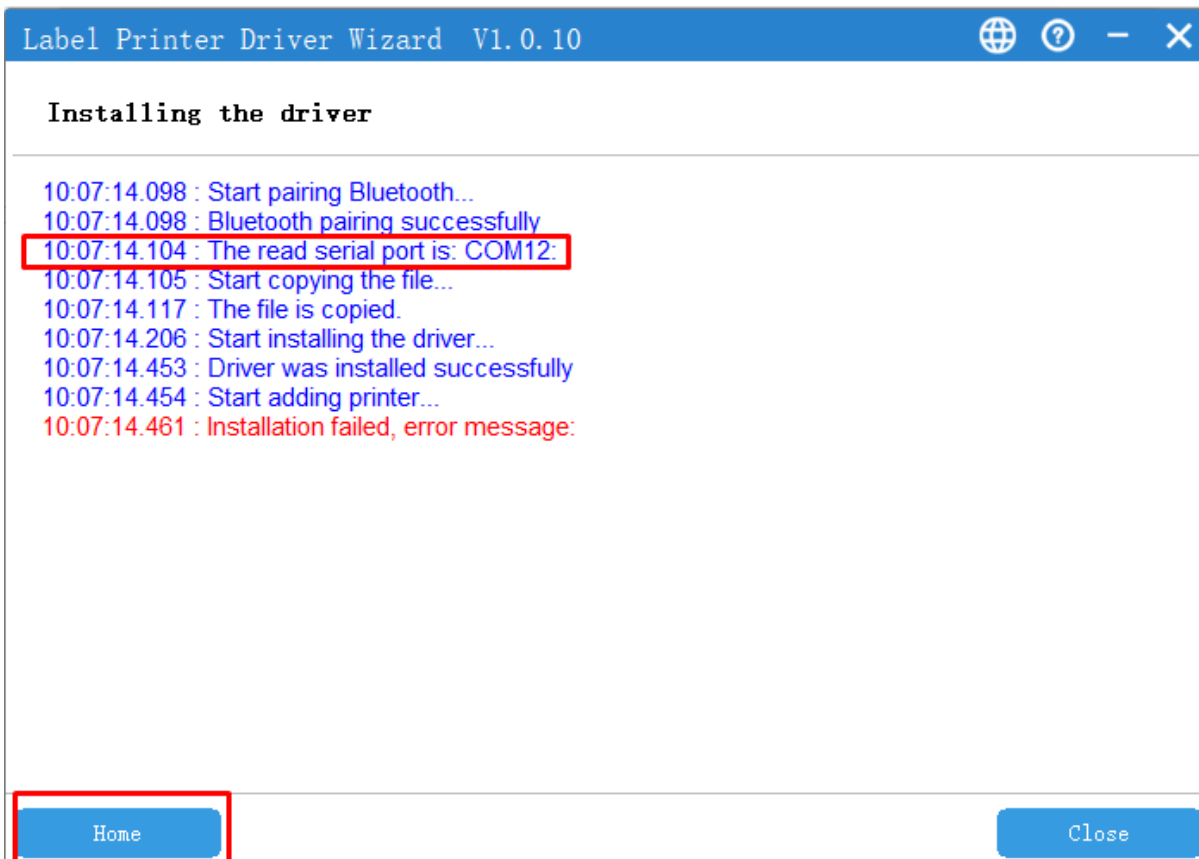 Label Printer Driver Wizard V1.0.10
Installing the driver
10:07:14.098 : Start pairing Bluetooth...
10:07:14.098 : Bluetooth pairing successfully
10:07:14.104 : The read serial port is: COM12:
10:07:14.105 : Start copying the file...
10:07:14.117 : The file is copied.
10:07:14.206 : Start installing the driver...
10:07:14.453 : Driver was installed successfully
10:07:14.454 : Start adding printer...
10:07:14.461 : Installation failed, error message:
Home
Close